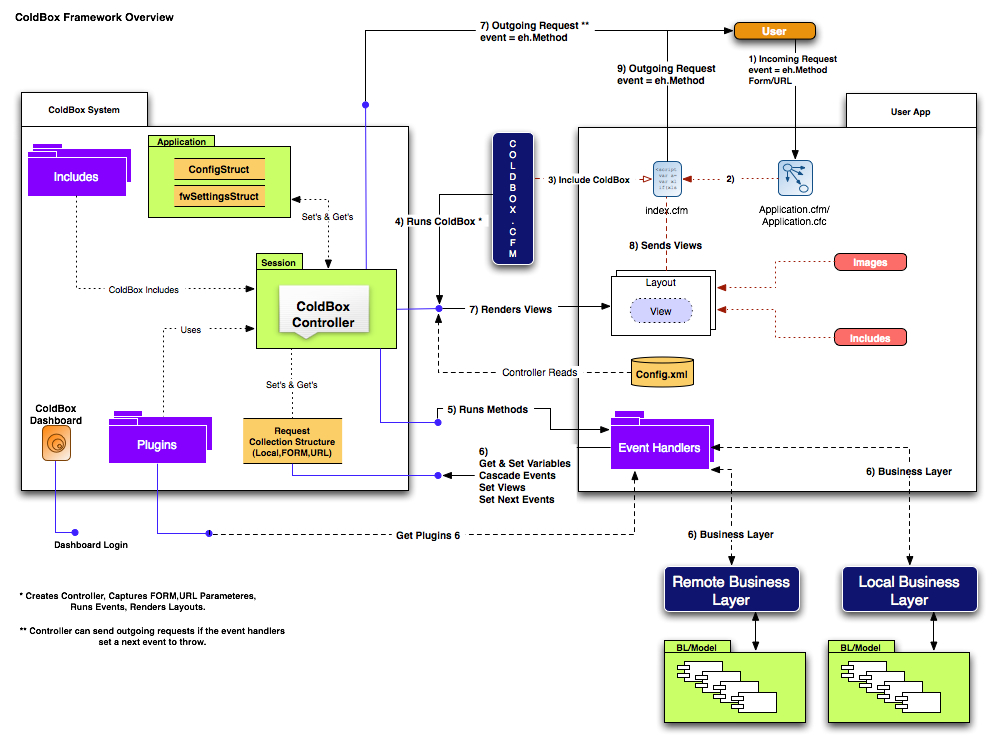 ColdBox Framework Overview
7) Outgoing Request **
event = eh.Method
User
9) Outgoing Request
event = eh.Method
1) Incoming Request
event = eh.Method
Form/URL
ColdBox System
User App
Includes
Application
ConfigStruct
fwSettingsStruct
Set's & Get's
COLDBOX.CFM
3) Include ColdBox
2)
index.cfm
Application.cfm/
Application.cfc
4) Runs ColdBox *
8) Sends Views
Session
ColdBox
Controller
ColdBox Includes
Images
Layout
View
7) Renders Views
Includes
Uses
Controller Reads
Config.xml
Set's & Get's
ColdBox
Dashboard
Plugins
Request
Collection Structure
(Local,FORM,URL)
5) Runs Methods
Event Handlers
6)
Get & Set Variables
Cascade Events
Set Views
Set Next Events
6) Business Layer
Dashboard Login
Get Plugins 6
6) Business Layer
Remote Business
Layer
Local Business
Layer
* Creates Controller, Captures FORM,URL Parameteres,
Runs Events, Renders Layouts.
** Controller can send outgoing requests if the event handlers
set a next event to throw.
BL/Model
BL/Model